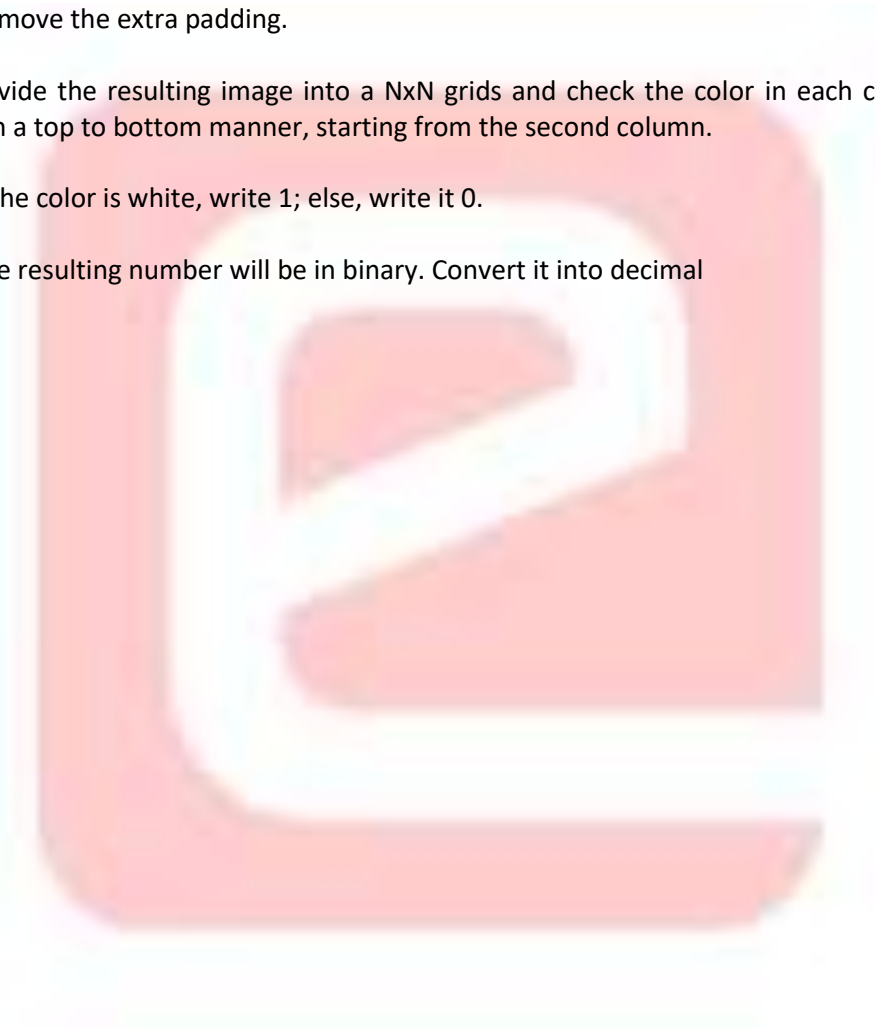 move the extra padding.
vide the resulting image into a NxN grids and check the color in each c
n a top to bottom manner, starting from the second column.
he color is white, write 1; else, write it 0.
e resulting number will be in binary. Convert it into decimal